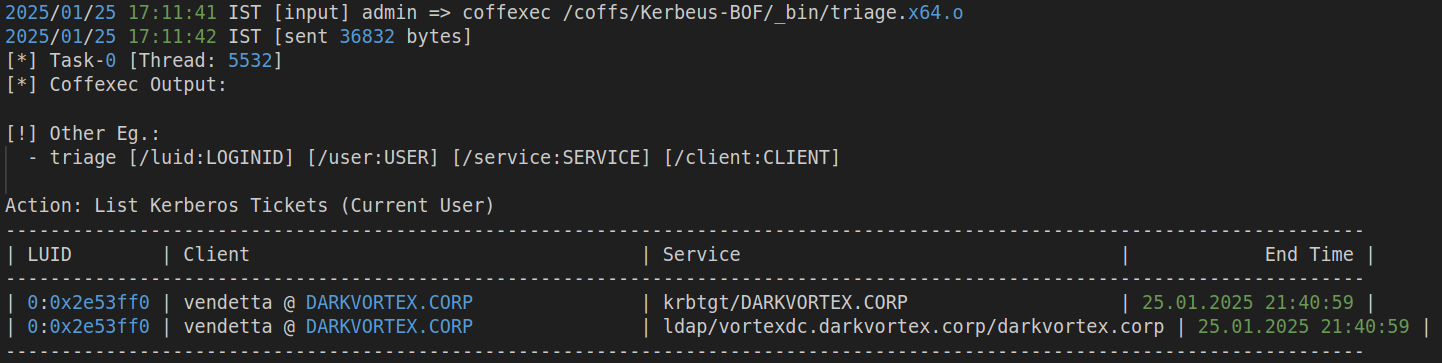 2025/01/25 17:11:41 IST [input] admin => coffexec /coffs/Kerbeus-BOF/_bin/triage.x64.o
2025/01/25 17:11:42 IST [sent 36832 bytes]
[*] Task-0 [Thread: 5532]
[*] Coffexec Output:
[!] Other Eg.:
- triage [/luid:LOGINID] [/user:USER] [/service:SERVICE] [/client:CLIENT]
Action: List Kerberos Tickets (Current User)
--------------------------------------------------------------------------------------------------------------------------
| LUID | Client | Service | End Time |
--------------------------------------------------------------------------------------------------------------------------
| 0:0x2e53ff0 | vendetta @ DARKVORTEX.CORP | krbtgt/DARKVORTEX.CORP | 25.01.2025 21:40:59 |
| 0:0x2e53ff0 | vendetta @ DARKVORTEX.CORP | ldap/vortexdc.darkvortex.corp/darkvortex.corp | 25.01.2025 21:40:59 |
--------------------------------------------------------------------------------------------------------------------------